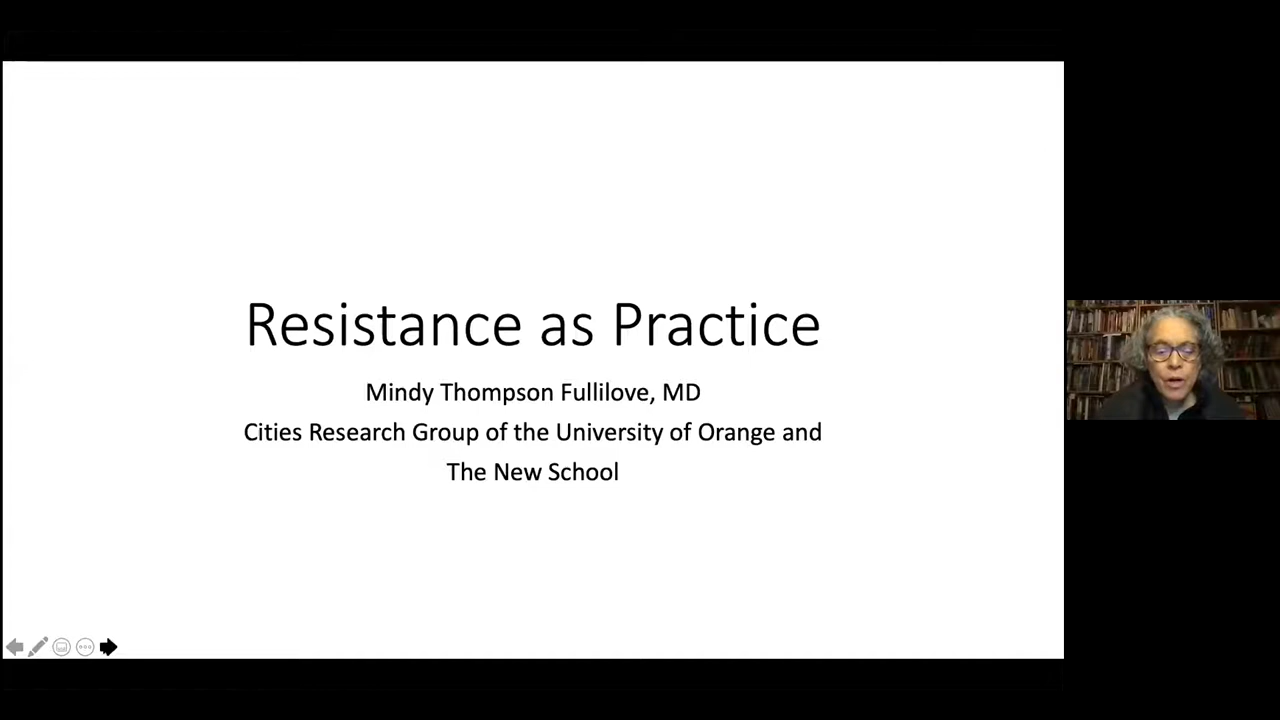 Resistance as Practice
Mindy Thompson Fullilove, MD
Cities Research Group of the University of Orange and
The New School